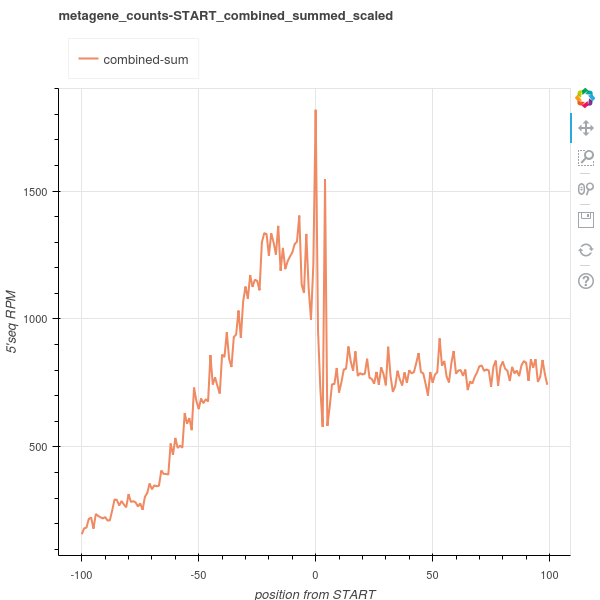 metagene_counts-START_combined_summed_scaled
combined-sum
1500
1000
500
5'seq RPM
-100 -50 0 50 100
position from START